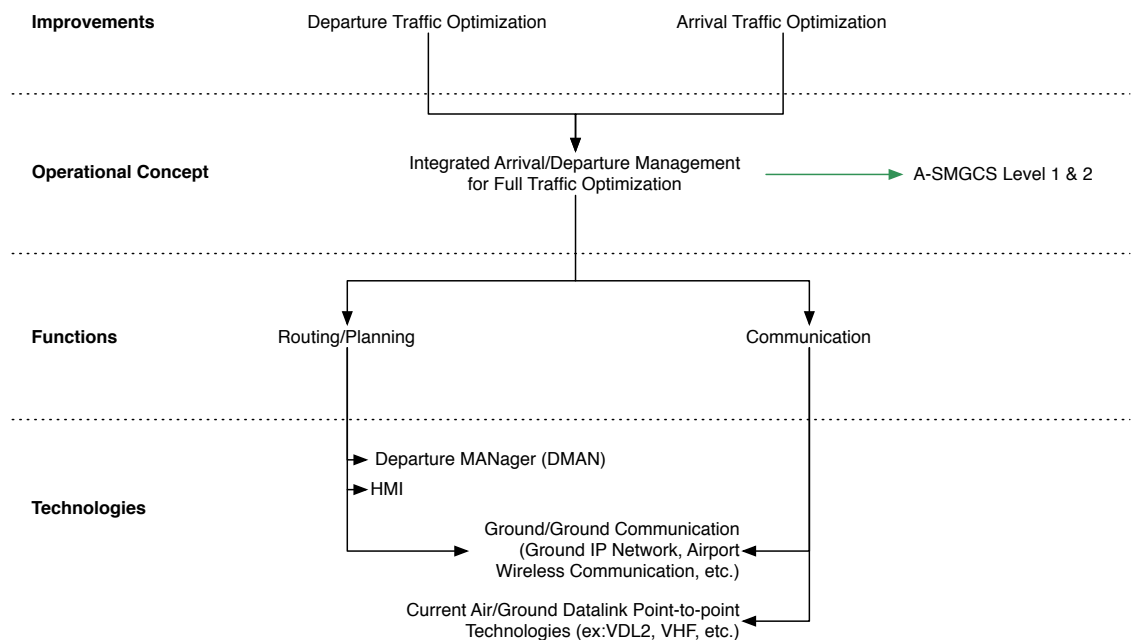 Improvements
Departure Traffic Optimization
Arrival Traffic Optimization
Operational Concept
Integrated Arrival/Departure Management
for Full Traffic Optimization
A-SMGCS Level 1 & 2
Functions
Routing/Planning
Communication
Technologies
Departure MANager (DMAN)
HMI
Ground/Ground Communication
(Ground IP Network, Airport
Wireless Communication, etc.)
Current Air/Ground Datalink Point-to-point
Technologies (ex:VDL2, VHF, etc.)